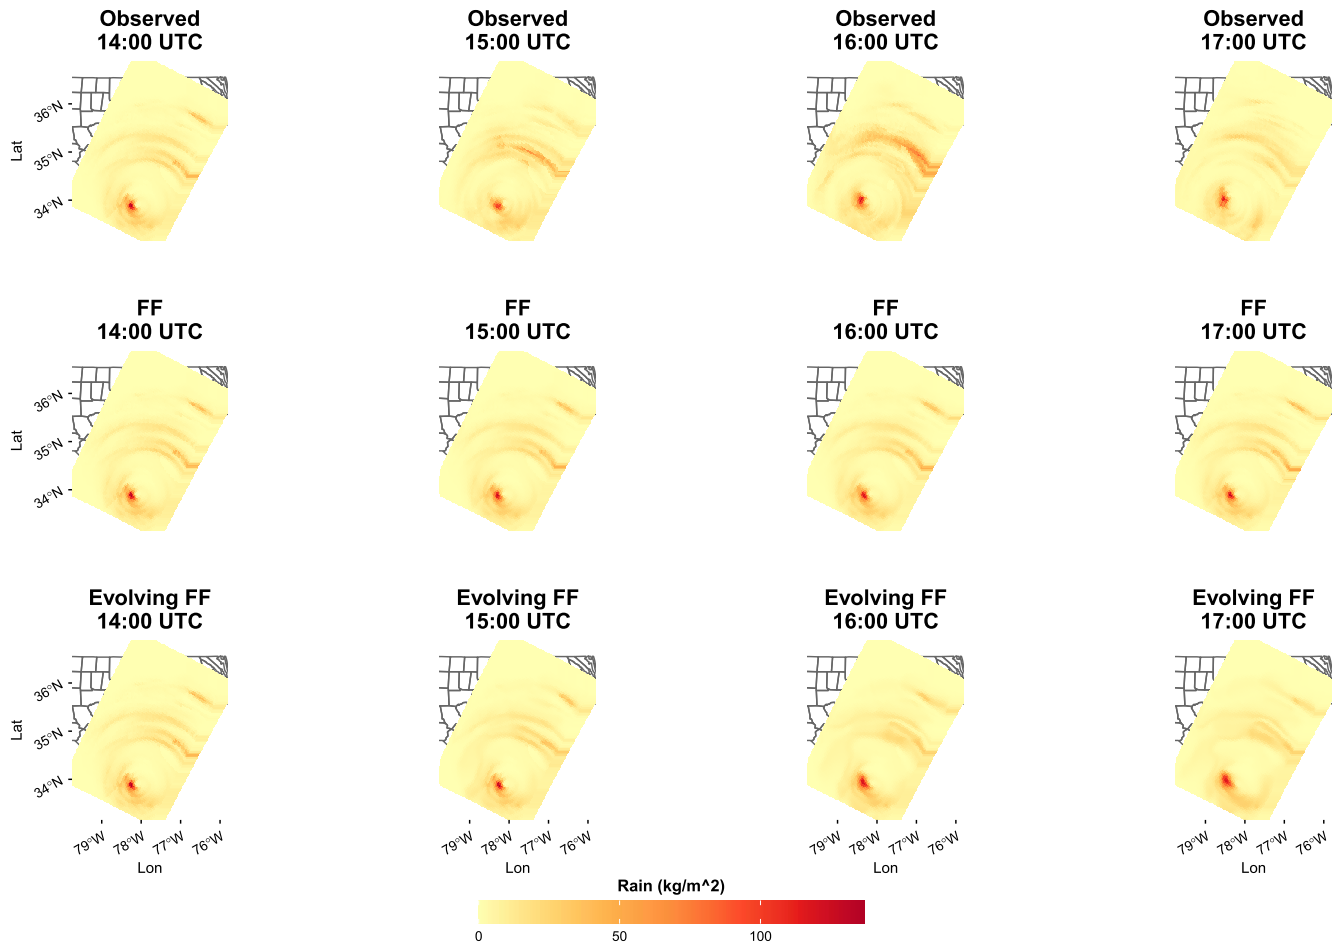 Observed
14:00 UTC
Observed
15:00 UTC
Observed
16:00 UTC
Observed
17:00 UTC
36°N
35°N
34°N
Lat
FF
14:00 UTC
FF
15:00 UTC
FF
16:00 UTC
FF
17:00 UTC
36°N
35°N
34°N
Lat
Evolving FF
14:00 UTC
Evolving FF
15:00 UTC
Evolving FF
16:00 UTC
Evolving FF
17:00 UTC
36°N
35°N
34°N
Lat
79°W 78°W 77°W 76°W
79°W 78°W 77°W 76°W
79°W 78°W 77°W 76°W
79°W 78°W 77°W 76°W
Lon
Lon
Lon
Lon
Rain (kg/m^2)
0 50 100